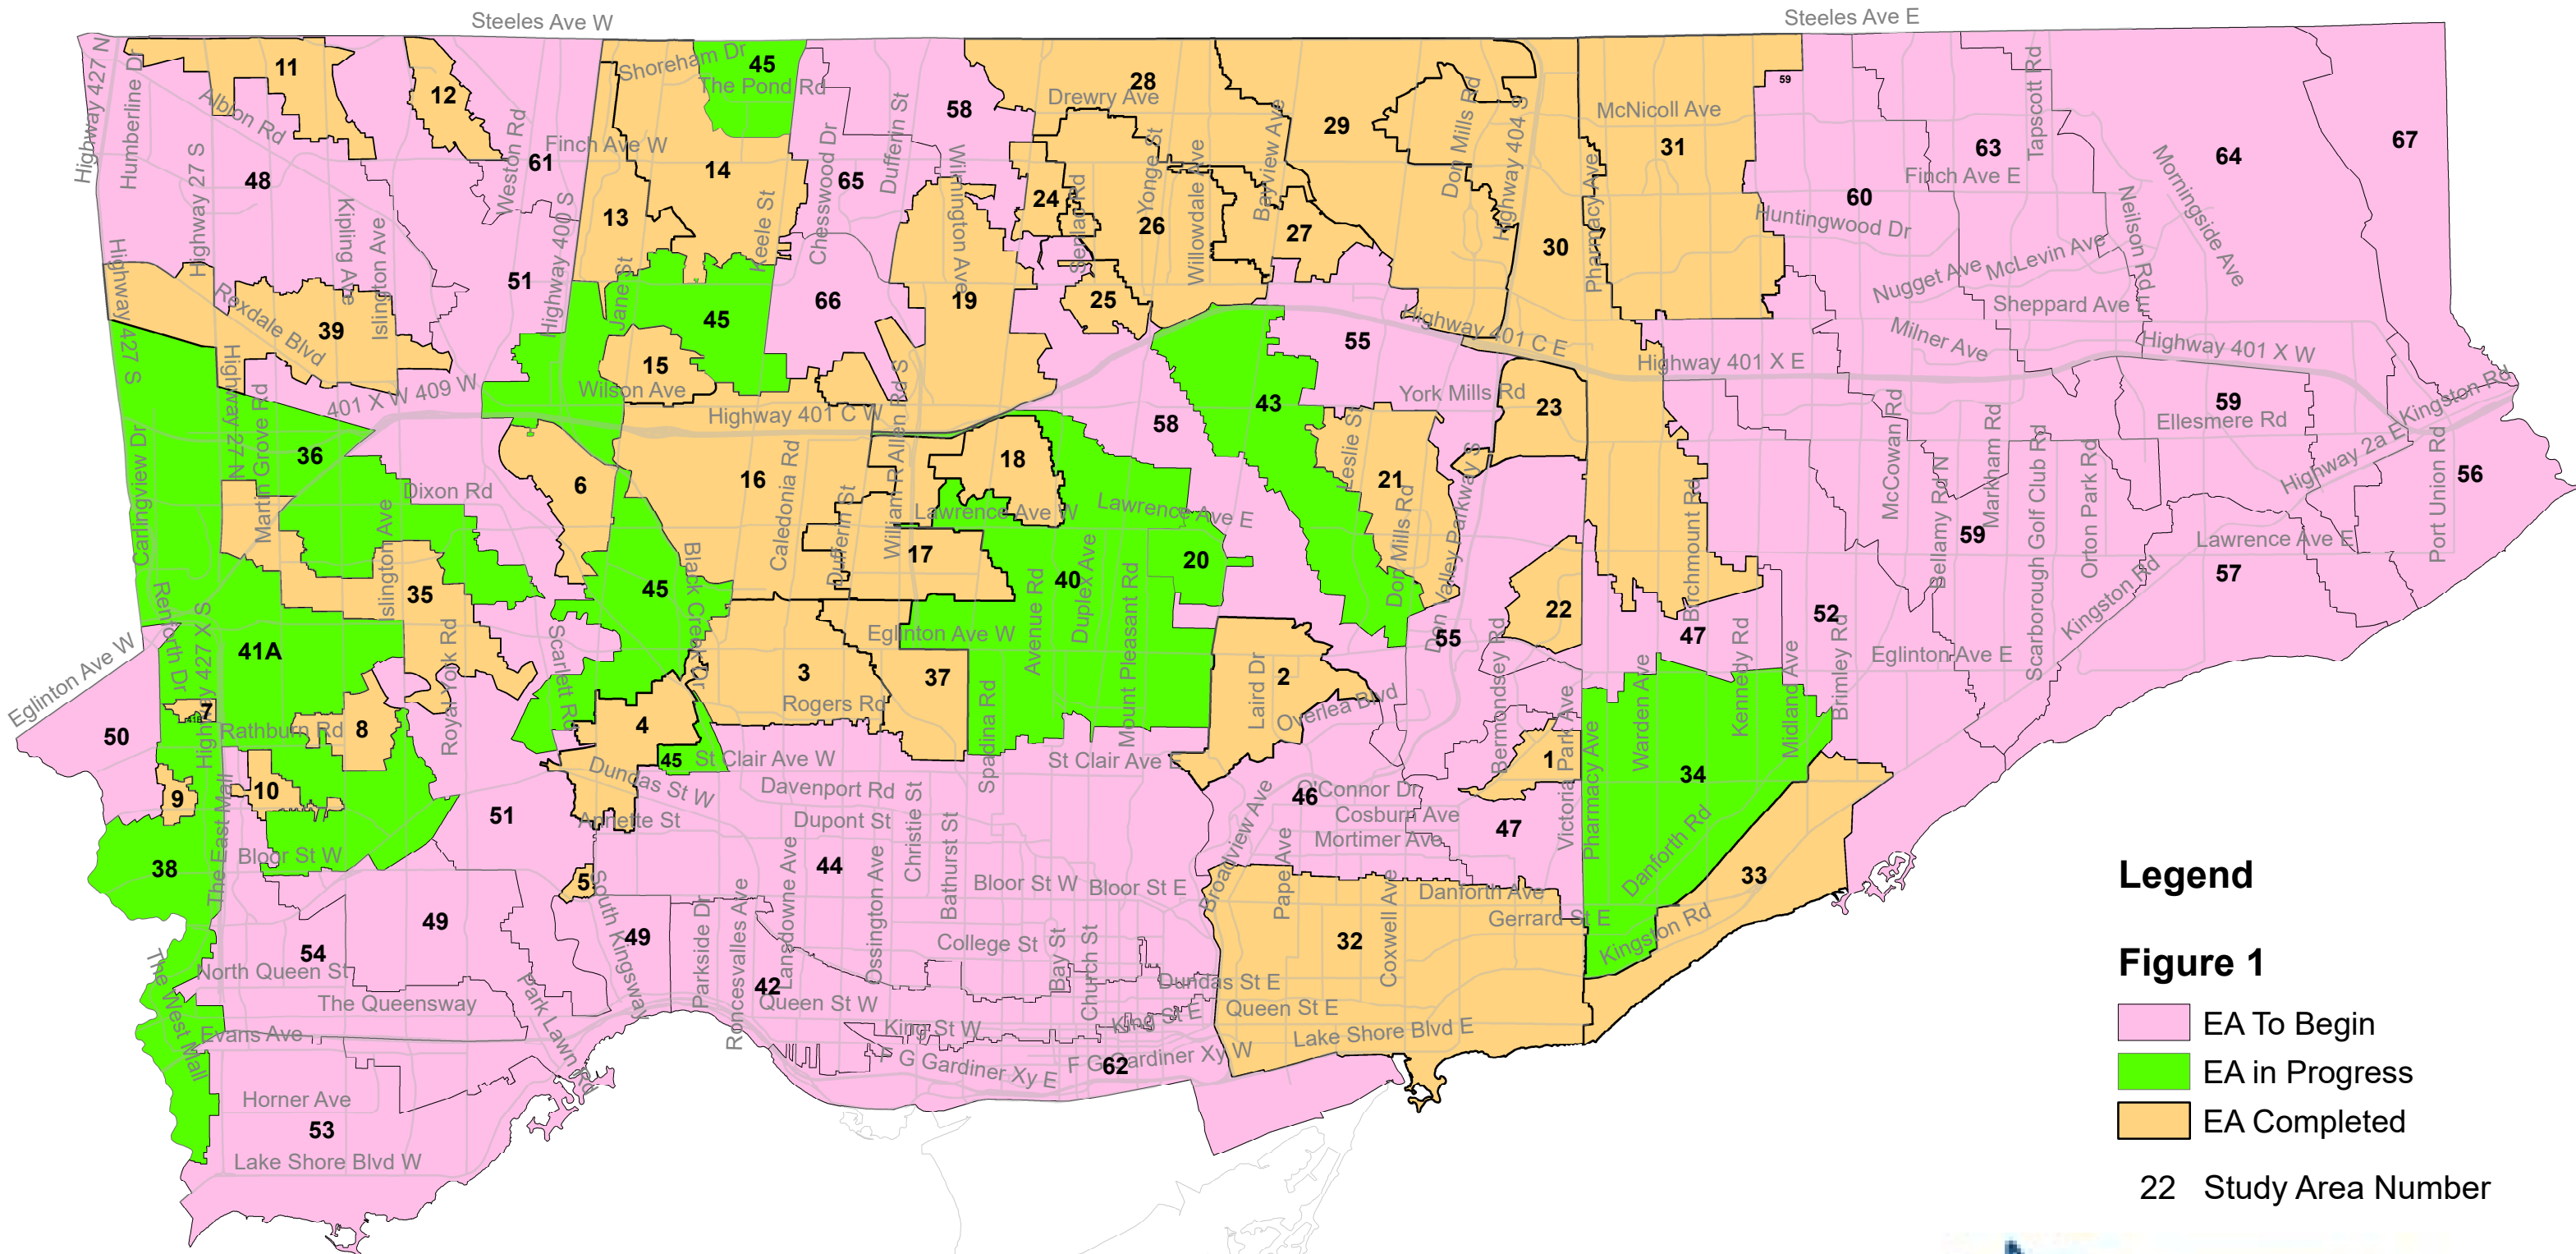 Steeles Ave W
Steeles Ave E
Highway 427 N
Humberline Dr
11
12
Shoreham Dr
45
The Pond Rd
28
Drewry Ave
58
29
Don Mills Rd
Highway 404 S
McNicoll Ave
59
31
Tapscott Rd
63
64
67
Albion Rd
48
Highway 27 S
Kipling Ave
Islington Ave
Weston Rd
61
Finch Ave W
14
13
Keele St
Chesswood Dr
65
Dufferin St
Wilmington Ave
24
Senlac Rd
Yonge St
26
Willowdale Ave
Bayview Ave
27
30
Pharmacy Ave
60
Finch Ave E
Huntingwood Dr
Nugget Ave
McLevin Ave
Neilson Rd
Morningside Ave
Sheppard Ave
Milner Ave
Highway 427 S
Rexdale Blvd
39
51
Highway 400 S
Jane St
45
66
19
25
55
Highway 401 C E
Highway 401 X E
Highway 401 X W
Kingston Rd
15
Wilson Ave
Highway 401 C W
401 X W 409 W
William R Allen Rd S
43
York Mills Rd
23
59
Ellesmere Rd
Highway 2a E
Port Union Rd
56
Highway 27 N
Martin Grove Rd
36
Carlingview Dr
Dixon Rd
6
16
Caledonia Rd
Dufferin St
18
Lawrence Ave W
Lawrence Ave E
58
Leslie St
21
Don Mills Rd
Don Valley Parkway S
Birchmount Rd
McCowan Rd
Bellamy Rd N
Markham Rd
59
Scarborough Golf Club Rd
Orton Park Rd
Lawrence Ave E
57
Kingston Rd
35
Islington Ave
Renforth Dr
Highway 427 X S
41A
Royal York Rd
Scarlett Rd
45
Black Creek Dr
17
40
20
Avenue Rd
Duplex Ave
Mount Pleasant Rd
Eglinton Ave W
3
37
Rogers Rd
Spadina Rd
2
Laird Dr
Overlea Blvd
55
22
Bermondsey Rd
47
Kennedy Rd
Midland Ave
52
Brimley Rd
Eglinton Ave E
Warden Ave
Eglinton Ave W
50
7
Rathburn Rd
8
4
45
St Clair Ave W
St Clair Ave E
1
Victoria Park Ave
Pharmacy Ave
34
Danforth Rd
9
10
The East Mall
Dundas St W
Davenport Rd
51
Annette St
Dupont St
Christie St
Bathurst St
46
O'Connor Dr
Cosburn Ave
Mortimer Ave
47
Broadview Ave
Pape Ave
33
38
Bloor St W
5
44
Lansdowne Ave
Ossington Ave
Bloor St W
Bloor St E
Danforth Ave
Gerrard St E
Kingston Rd
Coxwell Ave
32
49
54
North Queen St
The Queensway
The West Mall
Evans Ave
South Kingsway
49
Parkside Dr
Roncesvalles Ave
42
Queen St W
College St
Bay St
Church St
Dundas St E
Queen St E
King St W
King St E
Lake Shore Blvd E
Park Lawn Rd
F G Gardiner Xy E
F G Gardiner Xy W
62
Horner Ave
53
Lake Shore Blvd W
Legend
Figure 1
EA To Begin
EA in Progress
EA Completed
22 Study Area Number